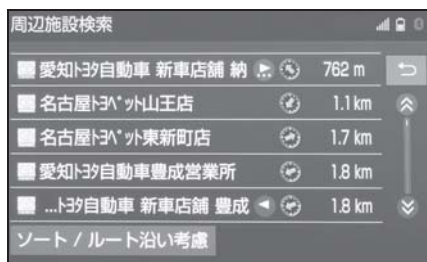 周辺施設検索
愛知トヨタ自動車 新車店舗 納 762 m
名古屋トヨペット山王店 1.1 km
名古屋トヨペット東新町店 1.7 km
愛知トヨタ自動車豊成営業所 1.8 km
...トヨタ自動車 新車店舗 豊成 1.8 km
ソート / ルート沿い考慮